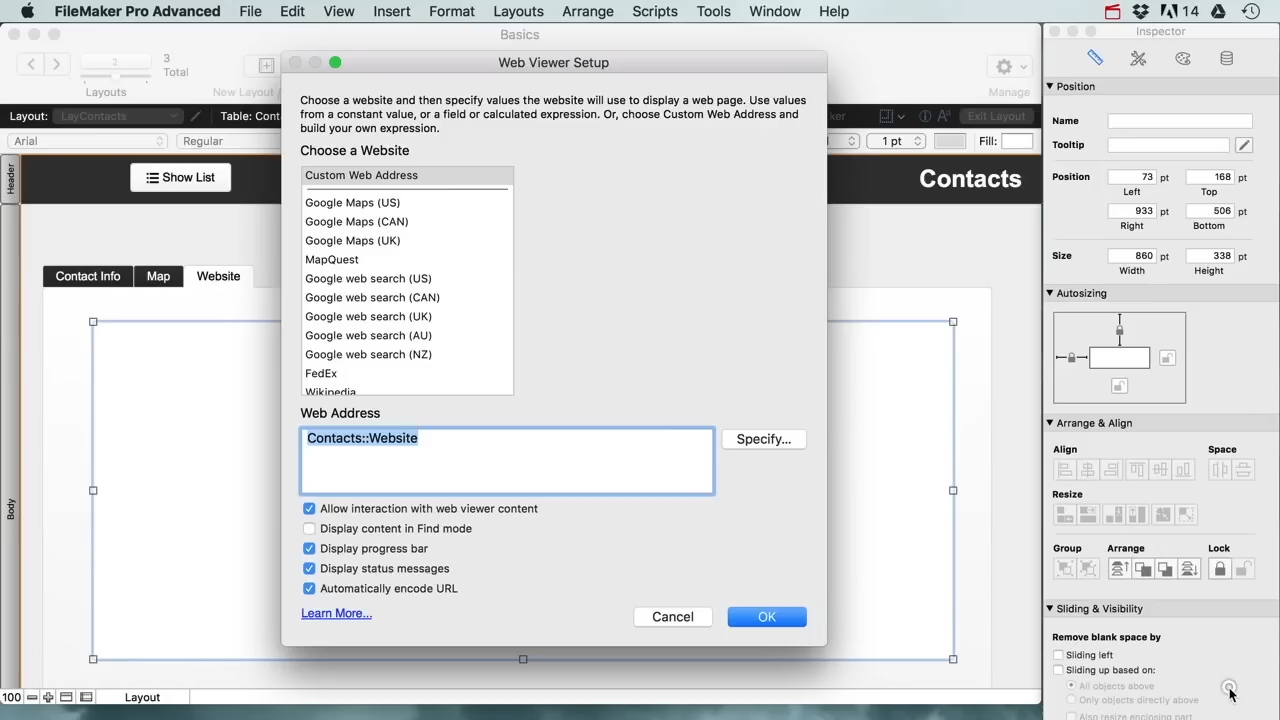 FileMaker Pro Advanced File Edit View Insert Format Layouts Arrange Scripts Tools Window Help 14
Basics
2
3
Total
Layouts
New Layout /
Manage
Layout: LayContacts Table: Cont
ker
Exit Layout
Arial Regular
1 pt
Fill:
Header
Show List
Contacts
Contact Info Map Website
Body
100
Layout
Web Viewer Setup
Choose a website and then specify values the website will use to display a web page. Use values
from a constant value, or a field or calculated expression. Or, choose Custom Web Address and
build your own expression.
Choose a Website
Custom Web Address
Google Maps (US)
Google Maps (CAN)
Google Maps (UK)
MapQuest
Google web search (US)
Google web search (CAN)
Google web search (UK)
Google web search (AU)
Google web search (NZ)
FedEx
Wikipedia
Web Address
Contacts::Website
Specify...
Allow interaction with web viewer content
Display content in Find mode
Display progress bar
Display status messages
Automatically encode URL
Learn More...
Cancel OK
Inspector
Position
Name
Tooltip
Position 73 pt 168 pt
Left Top
933 pt 506 pt
Right Bottom
Size 860 pt 338 pt
Width Height
Autosizing
Arrange & Align
Align Space
Resize
Group Arrange Lock
Sliding & Visibility
Remove blank space by
Sliding left
Sliding up based on:
All objects above
Only objects directly above
Also resize enclosing part